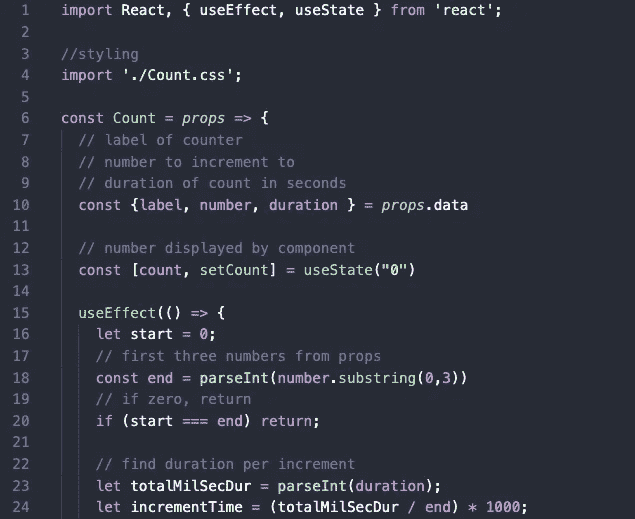 1 import React, { useEffect, useState } from 'react';
2
3 //styling
4 import './Count.css';
5
6 const Count = props => {
7 // label of counter
8 // number to increment to
9 // duration of count in seconds
10 const {label, number, duration } = props.data
11
12 // number displayed by component
13 const [count, setCount] = useState("0")
14
15 useEffect(() => {
16 let start = 0;
17 // first three numbers from props
18 const end = parseInt(number.substring(0,3))
19 // if zero, return
20 if (start === end) return;
21
22 // find duration per increment
23 let totalMilSecDur = parseInt(duration);
24 let incrementTime = (totalMilSecDur / end) * 1000;